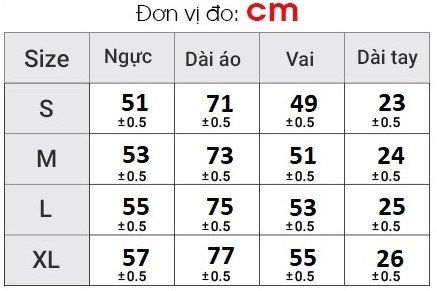 Đơn vị đo: cm
Size Ngực Dài áo Vai Dài tay
S 51 ±0.5 71 ±0.5 49 ±0.5 23 ±0.5
M 53 ±0.5 73 ±0.5 51 ±0.5 24 ±0.5
L 55 ±0.5 75 ±0.5 53 ±0.5 25 ±0.5
XL 57 ±0.5 77 ±0.5 55 ±0.5 26 ±0.5